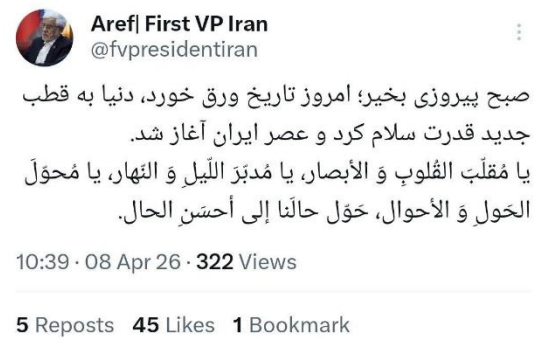 Aref| First VP Iran
@fvpresidentiran
صبح پیروزی بخیر؛ امروز تاریخ ورق خورد، دنیا به قطب
جدید قدرت سلام کرد و عصر ایران آغاز شد.
یا مُقلّبَ القُلوبِ وَ الأبصار، یا مُدبّرَ اللّیلِ وَ النّهار، یا مُحوّلَ
الحَولِ وَ الأحوال، حَوّل حالَنا إلی أحسَنِ الحال.
10:39 · 08 Apr 26 · 322 Views
5 Reposts 45 Likes 1 Bookmark